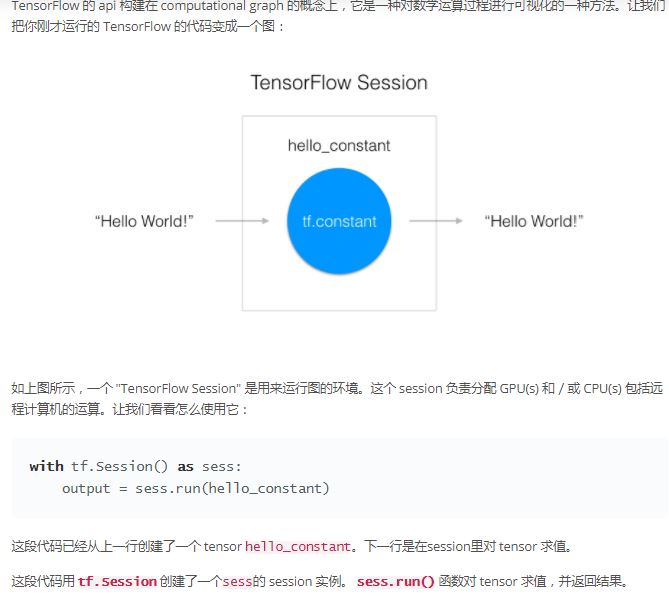 TensorFlow 的 api 构建在 computational graph 的概念上，它是一种对数学运算过程进行可视化的一种方法。让我们
把你刚才运行的 TensorFlow 的代码变成一个图：
TensorFlow Session
hello_constant
“Hello World!”
tf.constant
“Hello World!”
如上图所示，一个 "TensorFlow Session" 是用来运行图的环境。这个 session 负责分配 GPU(s) 和 / 或 CPU(s) 包括远
程计算机的运算。让我们看看怎么使用它：
with tf.Session() as sess:
    output = sess.run(hello_constant)
这段代码已经从上一行创建了一个 tensor hello_constant。下一行是在session里对 tensor 求值。
这段代码用 tf.Session 创建了一个sess的 session 实例。 sess.run() 函数对 tensor 求值，并返回结果。